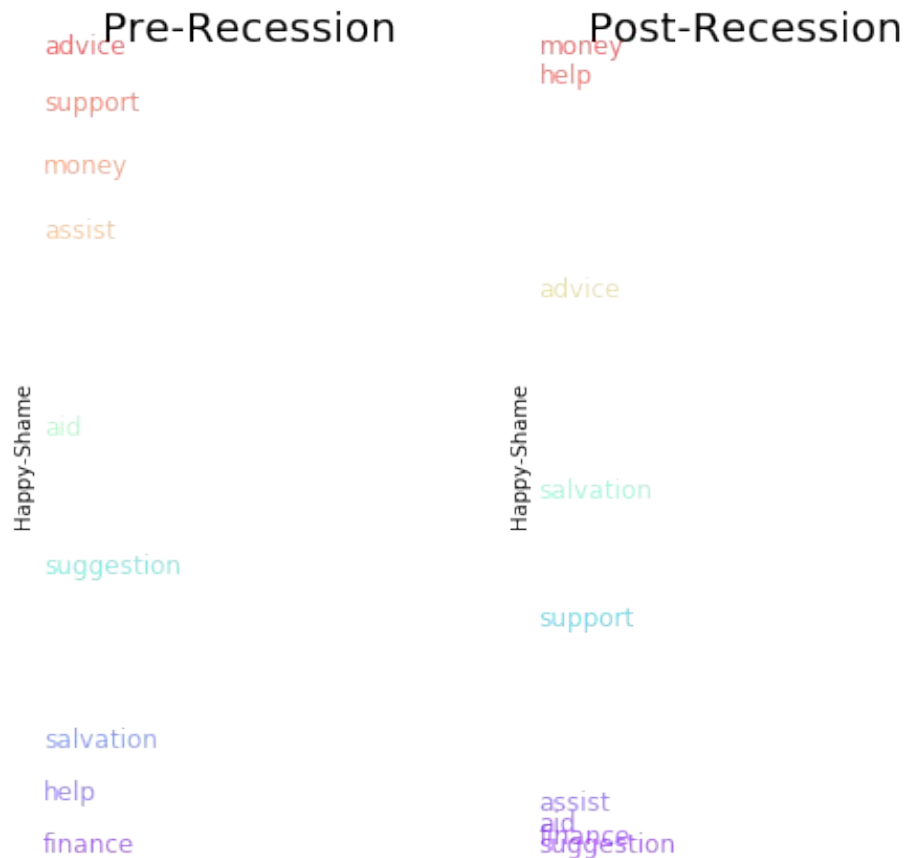 Pre-Recession
advice
support
money
assist
aid
Happy-Shame
suggestion
salvation
help
finance
Post-Recession
money
help
advice
Happy-Shame
salvation
support
assist
aid
finance
suggestion